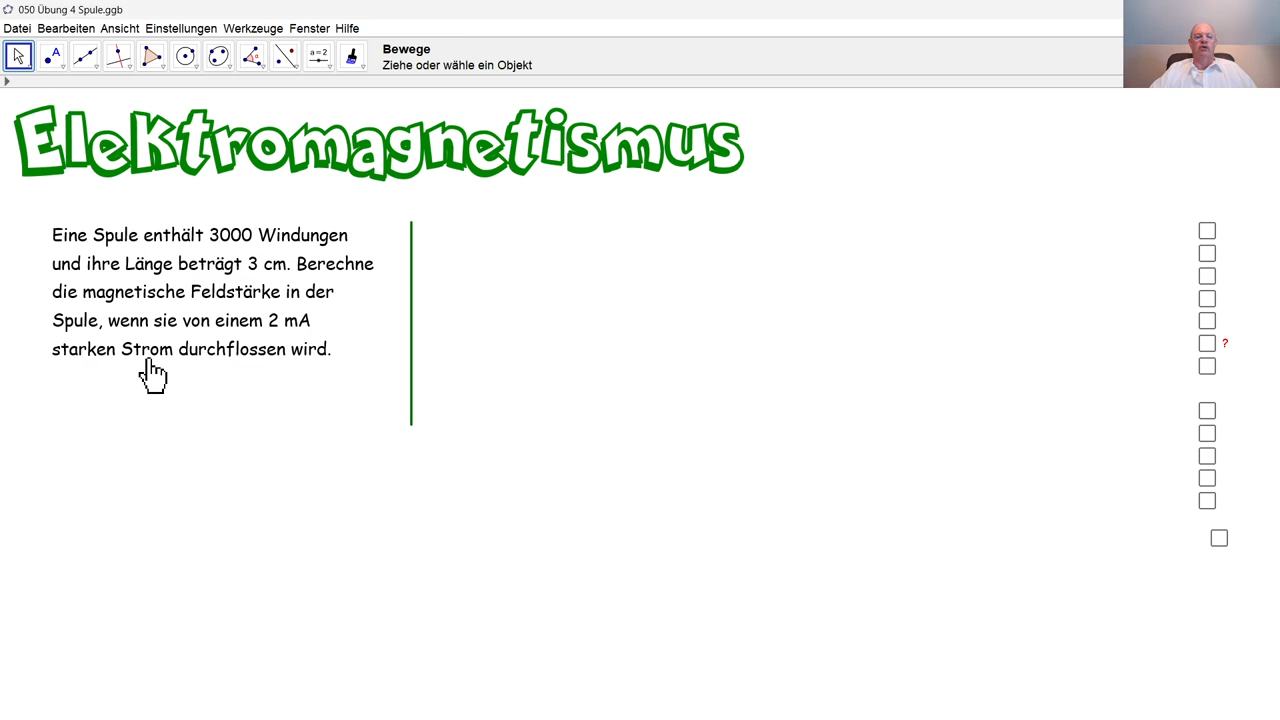 050 Übung 4 Spule.ggb
Datei Bearbeiten Ansicht Einstellungen Werkzeuge Fenster Hilfe
A
a=2
Bewege
Ziehe oder wähle ein Objekt
Elektromagnetismus
Eine Spule enthält 3000 Windungen
und ihre Länge beträgt 3 cm. Berechne
die magnetische Feldstärke in der
Spule, wenn sie von einem 2 mA
starken Strom durchflossen wird.
?